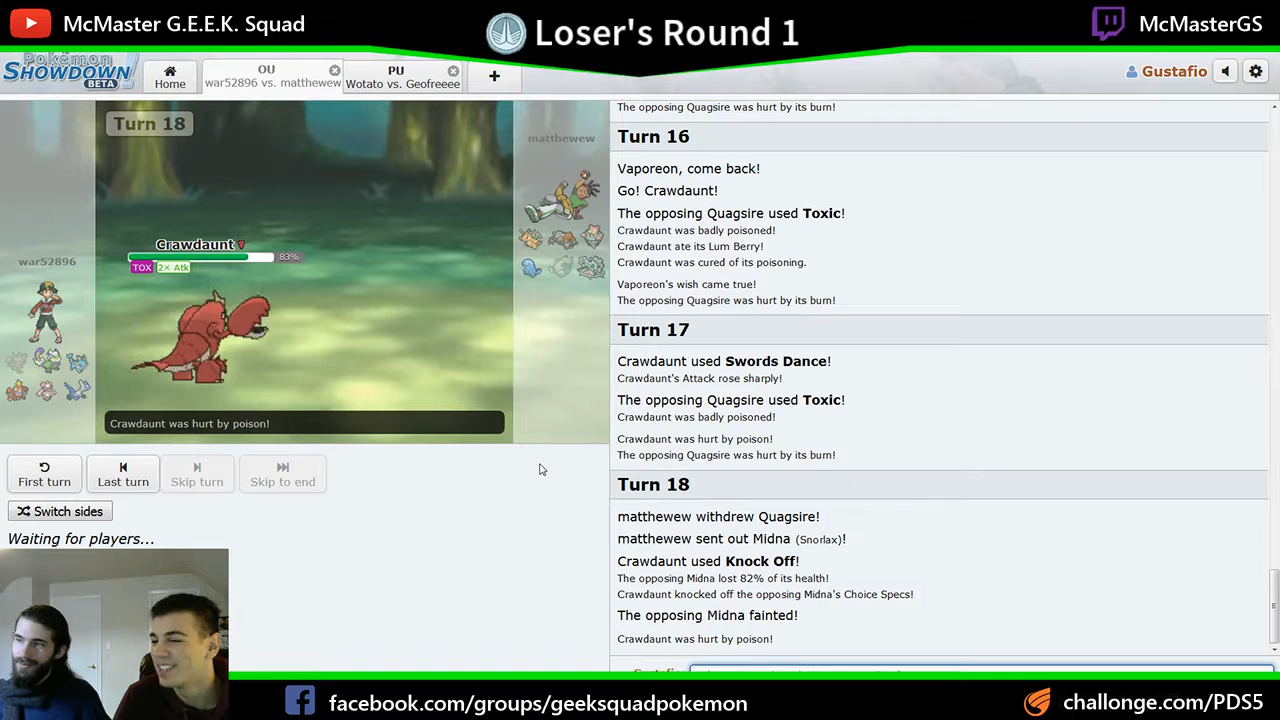 McMaster G.E.E.K. Squad
Loser's Round 1
McMasterGS
Pokémon
SHOWDOWN
BETA
Home
OU
war52896 vs. matthewew
PU
Wotato vs. Geofreeee
+
Gustafio
Turn 18
matthewew
war52896
Crawdaunt
83%
TOX 2× Atk
Crawdaunt was hurt by poison!
First turn
Last turn
Skip turn
Skip to end
Switch sides
Waiting for players...
The opposing Quagsire was hurt by its burn!
Turn 16
Vaporeon, come back!
Go! Crawdaunt!
The opposing Quagsire used Toxic!
Crawdaunt was badly poisoned!
Crawdaunt ate its Lum Berry!
Crawdaunt was cured of its poisoning.
Vaporeon's wish came true!
The opposing Quagsire was hurt by its burn!
Turn 17
Crawdaunt used Swords Dance!
Crawdaunt's Attack rose sharply!
The opposing Quagsire used Toxic!
Crawdaunt was badly poisoned!
Crawdaunt was hurt by poison!
The opposing Quagsire was hurt by its burn!
Turn 18
matthewew withdrew Quagsire!
matthewew sent out Midna (Snorlax)!
Crawdaunt used Knock Off!
The opposing Midna lost 82% of its health!
Crawdaunt knocked off the opposing Midna's Choice Specs!
The opposing Midna fainted!
Crawdaunt was hurt by poison!
facebook.com/groups/geeksquadpokemon
challonge.com/PDS5